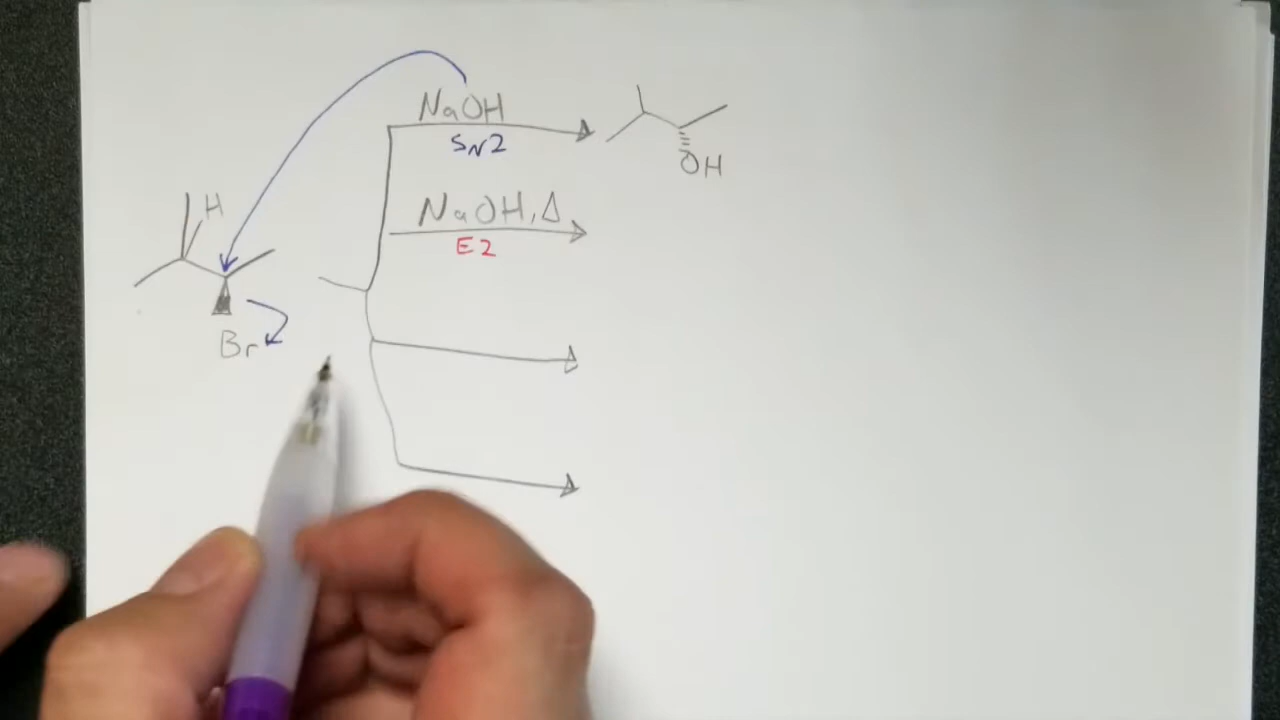 NaOH
SN2
OH
H
NaOH, Δ
E2
Br